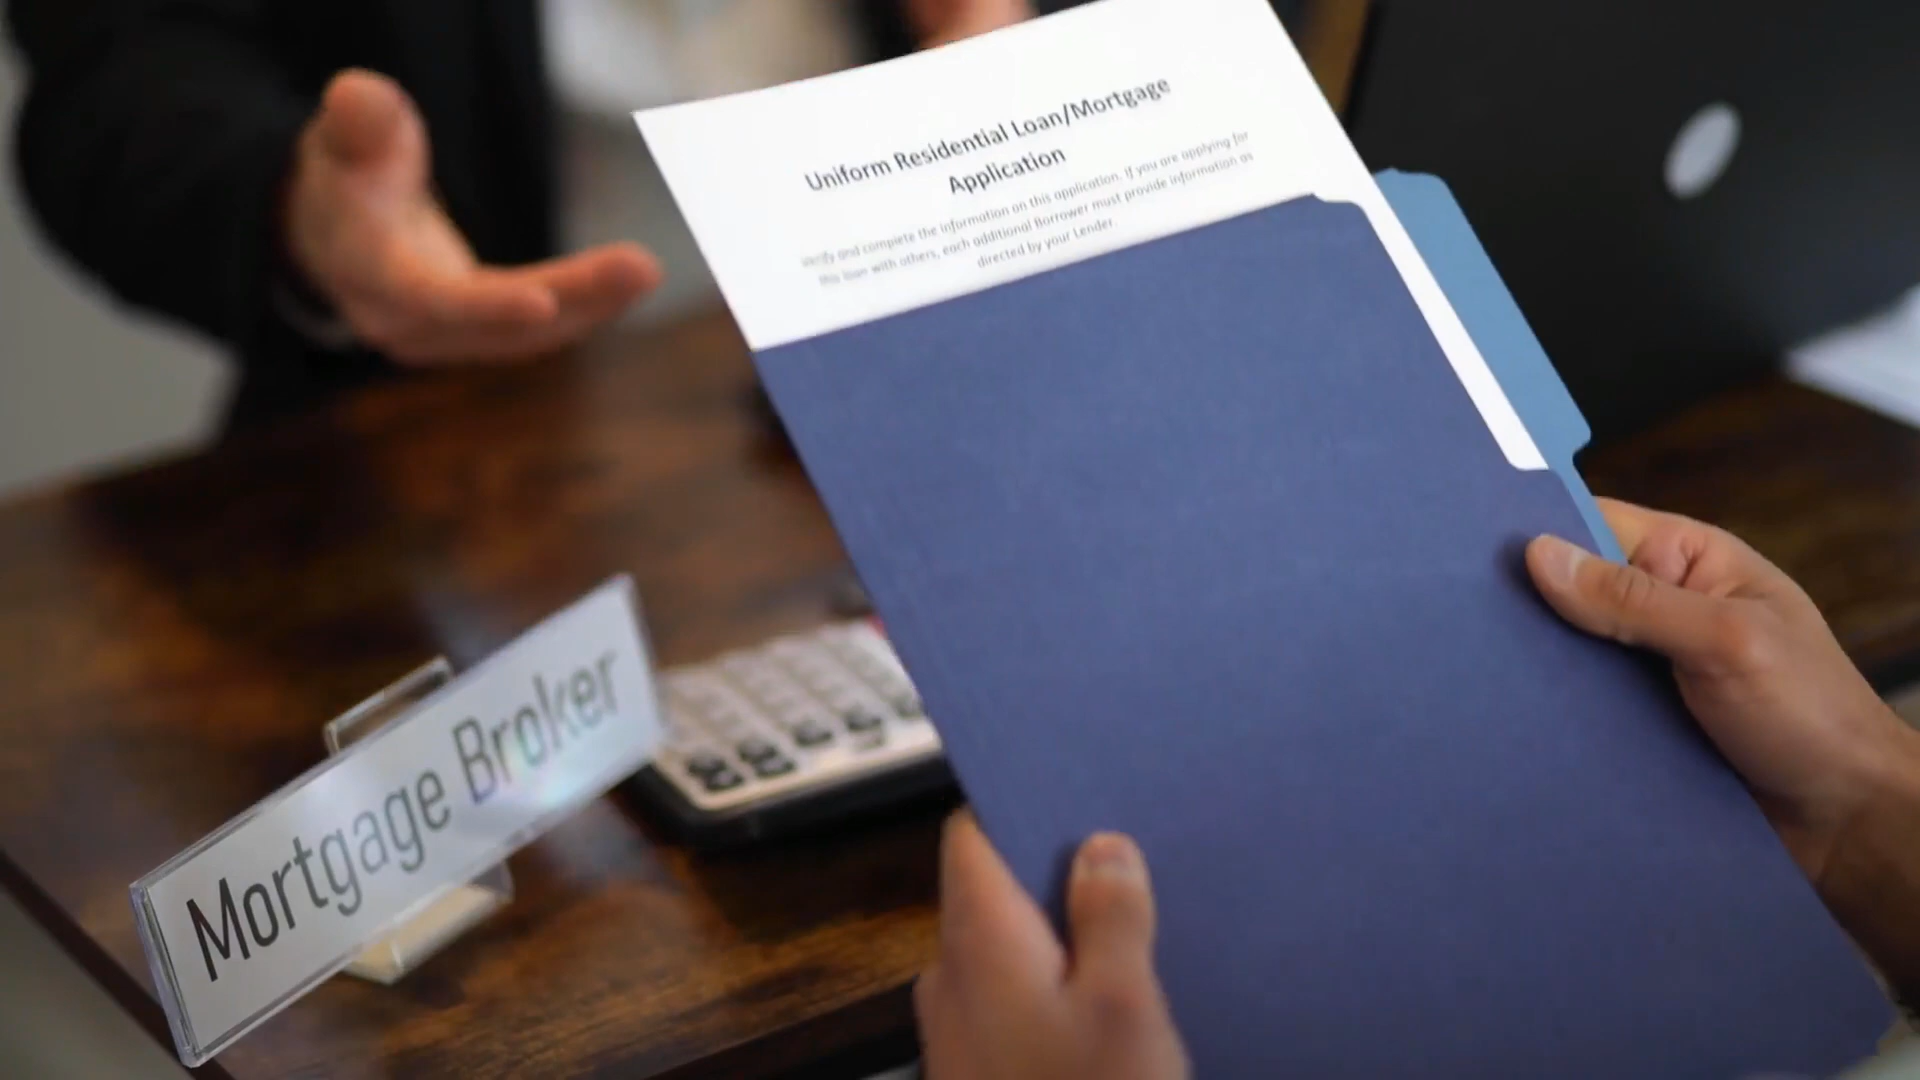 Uniform Residential Loan/Mortgage
Application
Verify and complete the information on this application. If you are applying for
this loan with others, each additional Borrower must provide information as
directed by your Lender.
Mortgage Broker